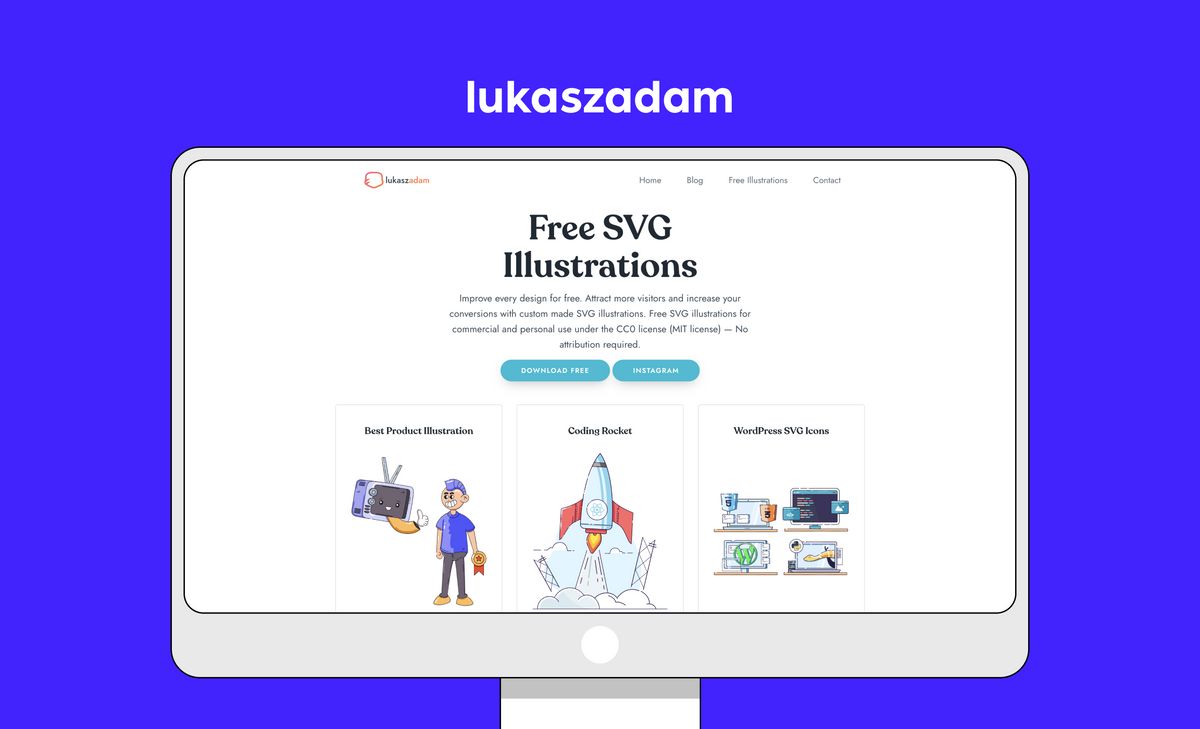 lukaszadam
lukaszadam
Home Blog Free Illustrations Contact
Free SVG
Illustrations
Improve every design for free. Attract more visitors and increase your
conversions with custom made SVG illustrations. Free SVG illustrations for
commercial and personal use under the CC0 license (MIT license) — No
attribution required.
DOWNLOAD FREE INSTAGRAM
Best Product Illustration
Coding Rocket
WordPress SVG Icons